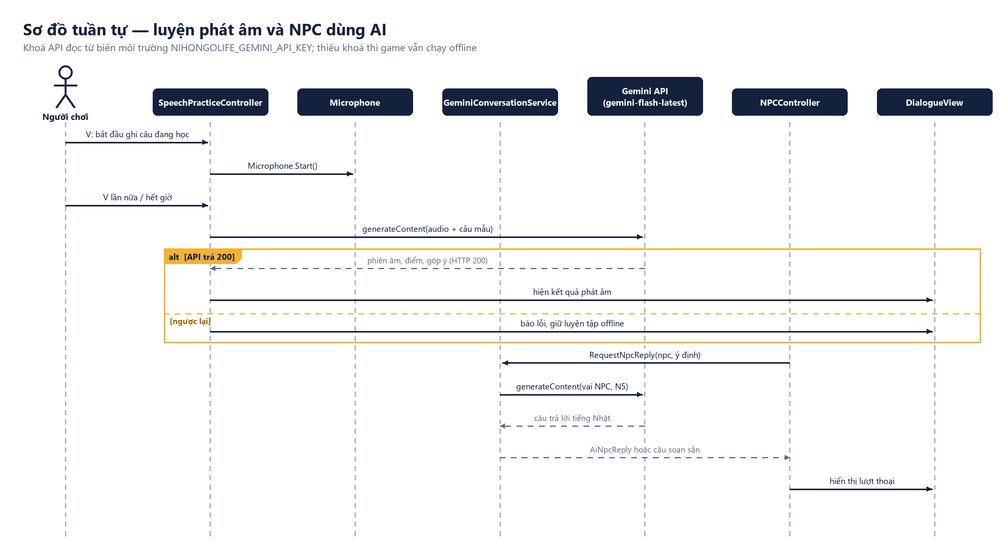 Sơ đồ tuần tự — luyện phát âm và NPC dùng AI
Khoá API đọc từ biến môi trường NIHONGOLIFE_GEMINI_API_KEY; thiếu khoá thì game vẫn chạy offline
Người chơi
SpeechPracticeController
Microphone
GeminiConversationService
Gemini API
(gemini-flash-latest)
NPCController
DialogueView
V: bắt đầu ghi câu đang học
Microphone.Start()
V lần nữa / hết giờ
generateContent(audio + câu mẫu)
alt [API trả 200]
phiên âm, điểm, góp ý (HTTP 200)
hiện kết quả phát âm
[ngược lại]
báo lỗi, giữ luyện tập offline
RequestNpcReply(npc, ý định)
generateContent(vai NPC, N5)
câu trả lời tiếng Nhật
AiNpcReply hoặc câu soạn sẵn
hiển thị lượt thoại